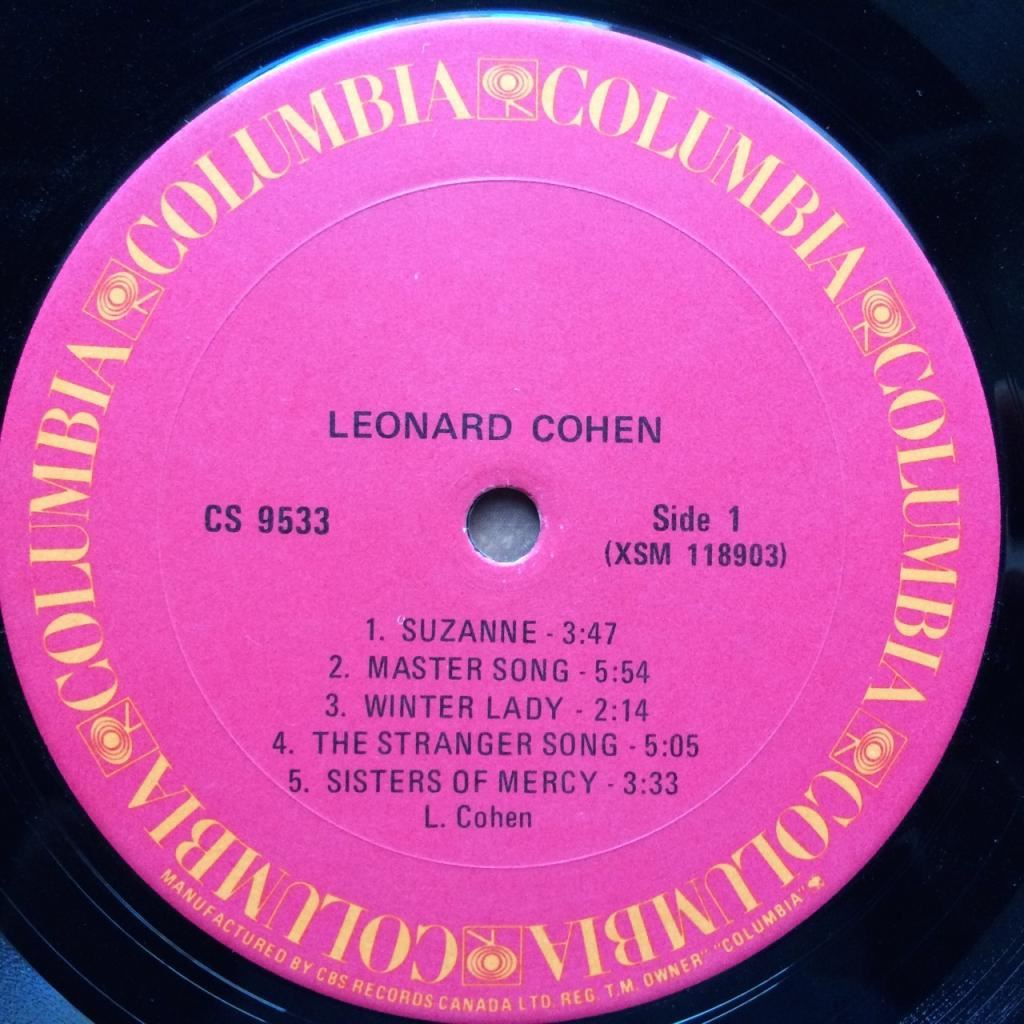 COLUMBIA COLUMBIA COLUMBIA COLUMBIA COLUMBIA COLUMBIA
LEONARD COHEN
CS 9533
Side 1
(XSM 118903)
1. SUZANNE - 3:47
2. MASTER SONG - 5:54
3. WINTER LADY - 2:14
4. THE STRANGER SONG - 5:05
5. SISTERS OF MERCY - 3:33
L. Cohen
MANUFACTURED BY CBS RECORDS CANADA LTD. REG. T.M. OWNER" "COLUMBIA"